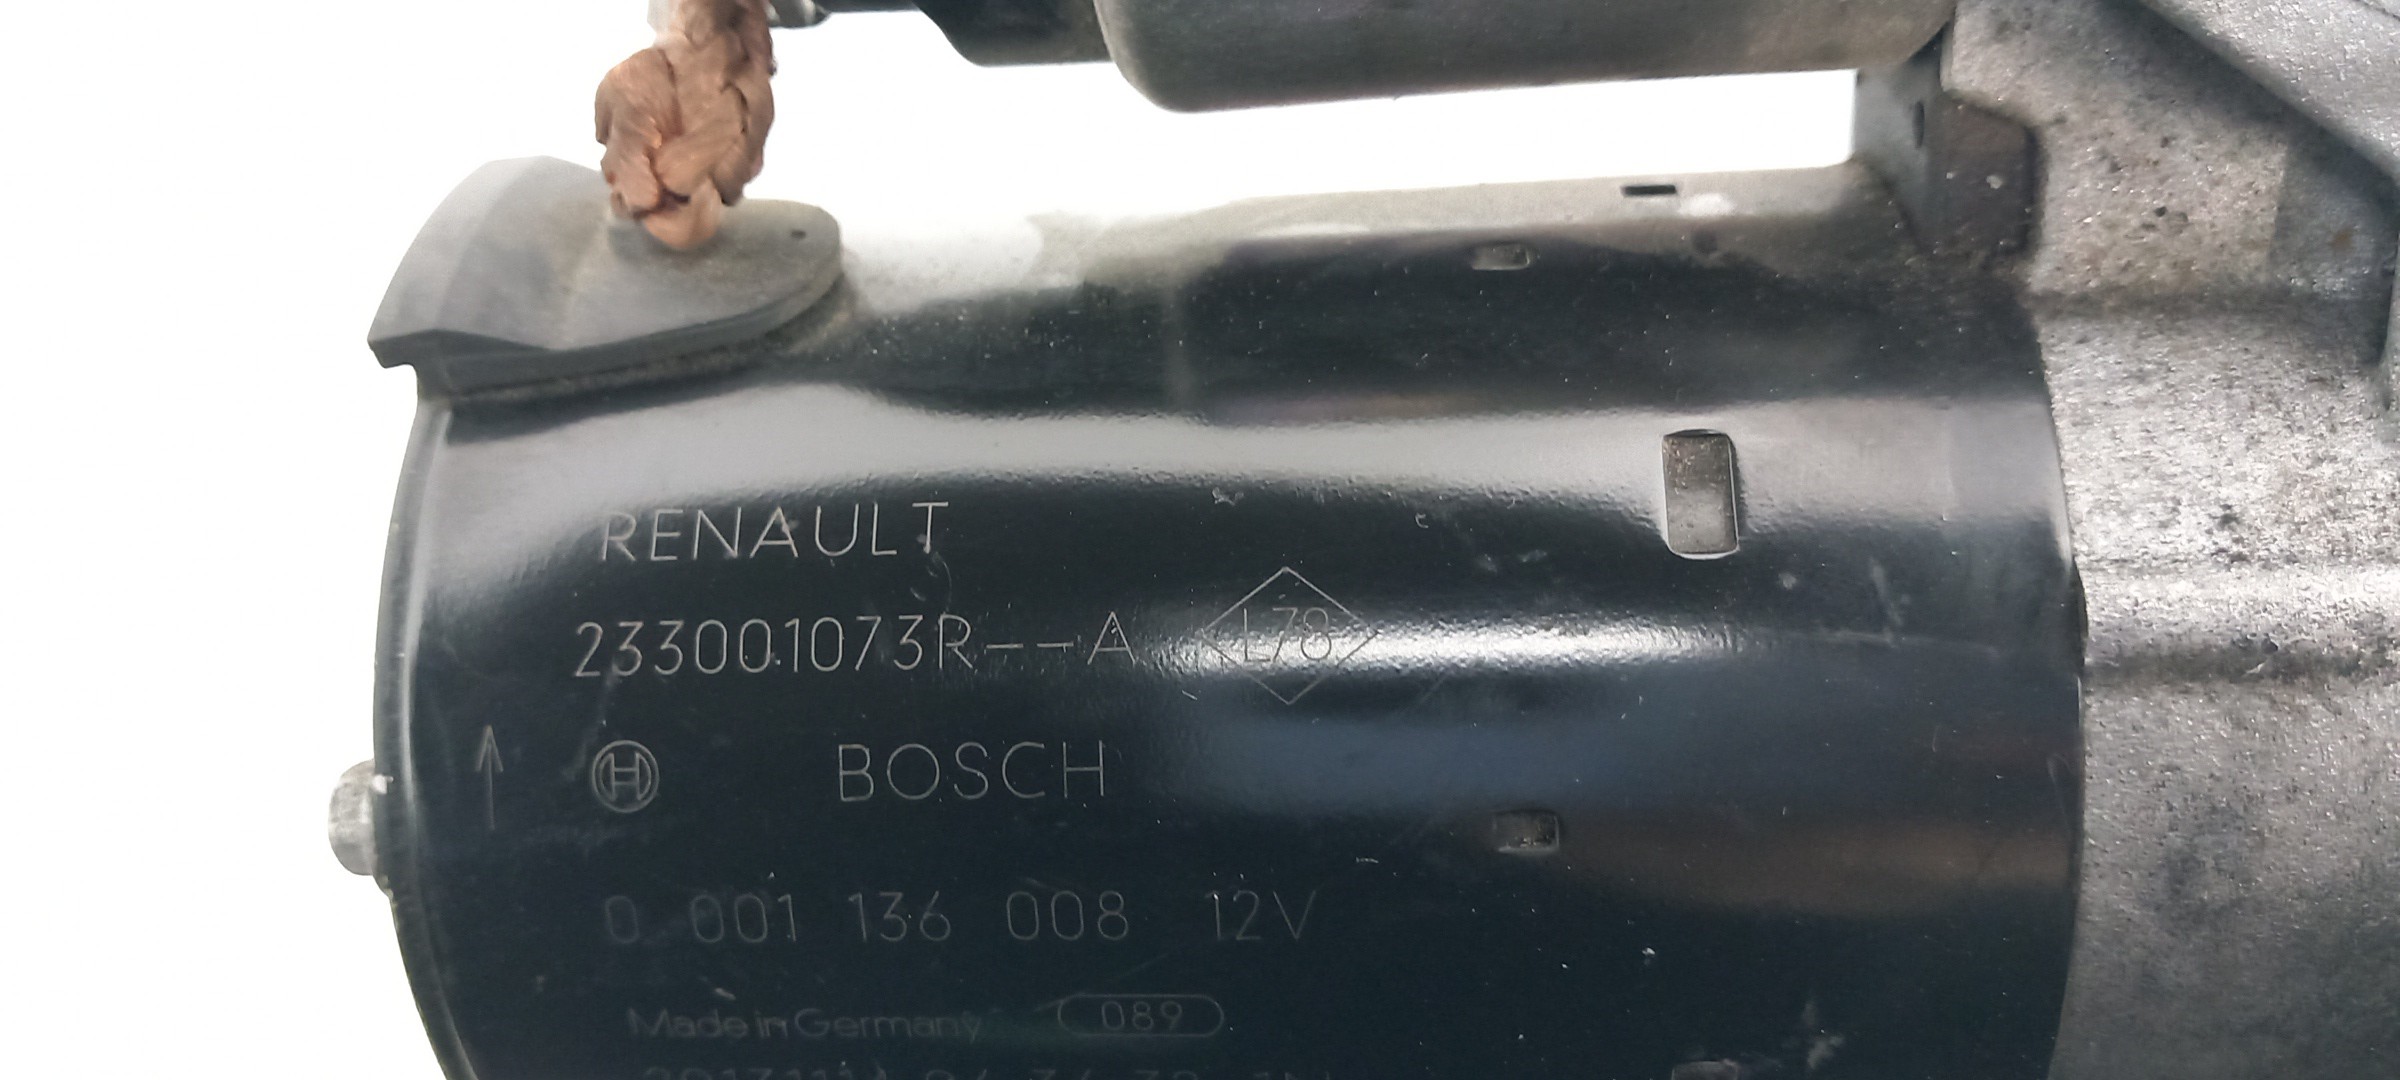 RENAULT
233001073R--A L78
BOSCH
0 001 136 008 12V
Made in Germany 089